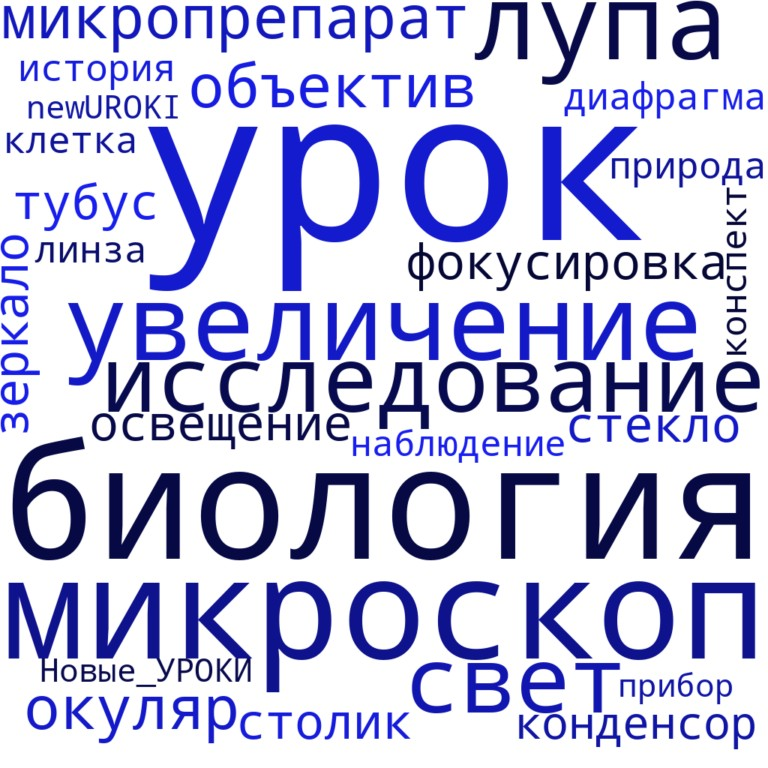 микропрепарат
лупа
история
объектив
newUROKI
диафрагма
клетка
урок
природа
тубус
линза
фокусировка
конспект
зеркало
увеличение
исследование
освещение
стекло
наблюдение
биология
микроскоп
Новые_УРОКИ
свет
прибор
окуляр
столик
конденсор